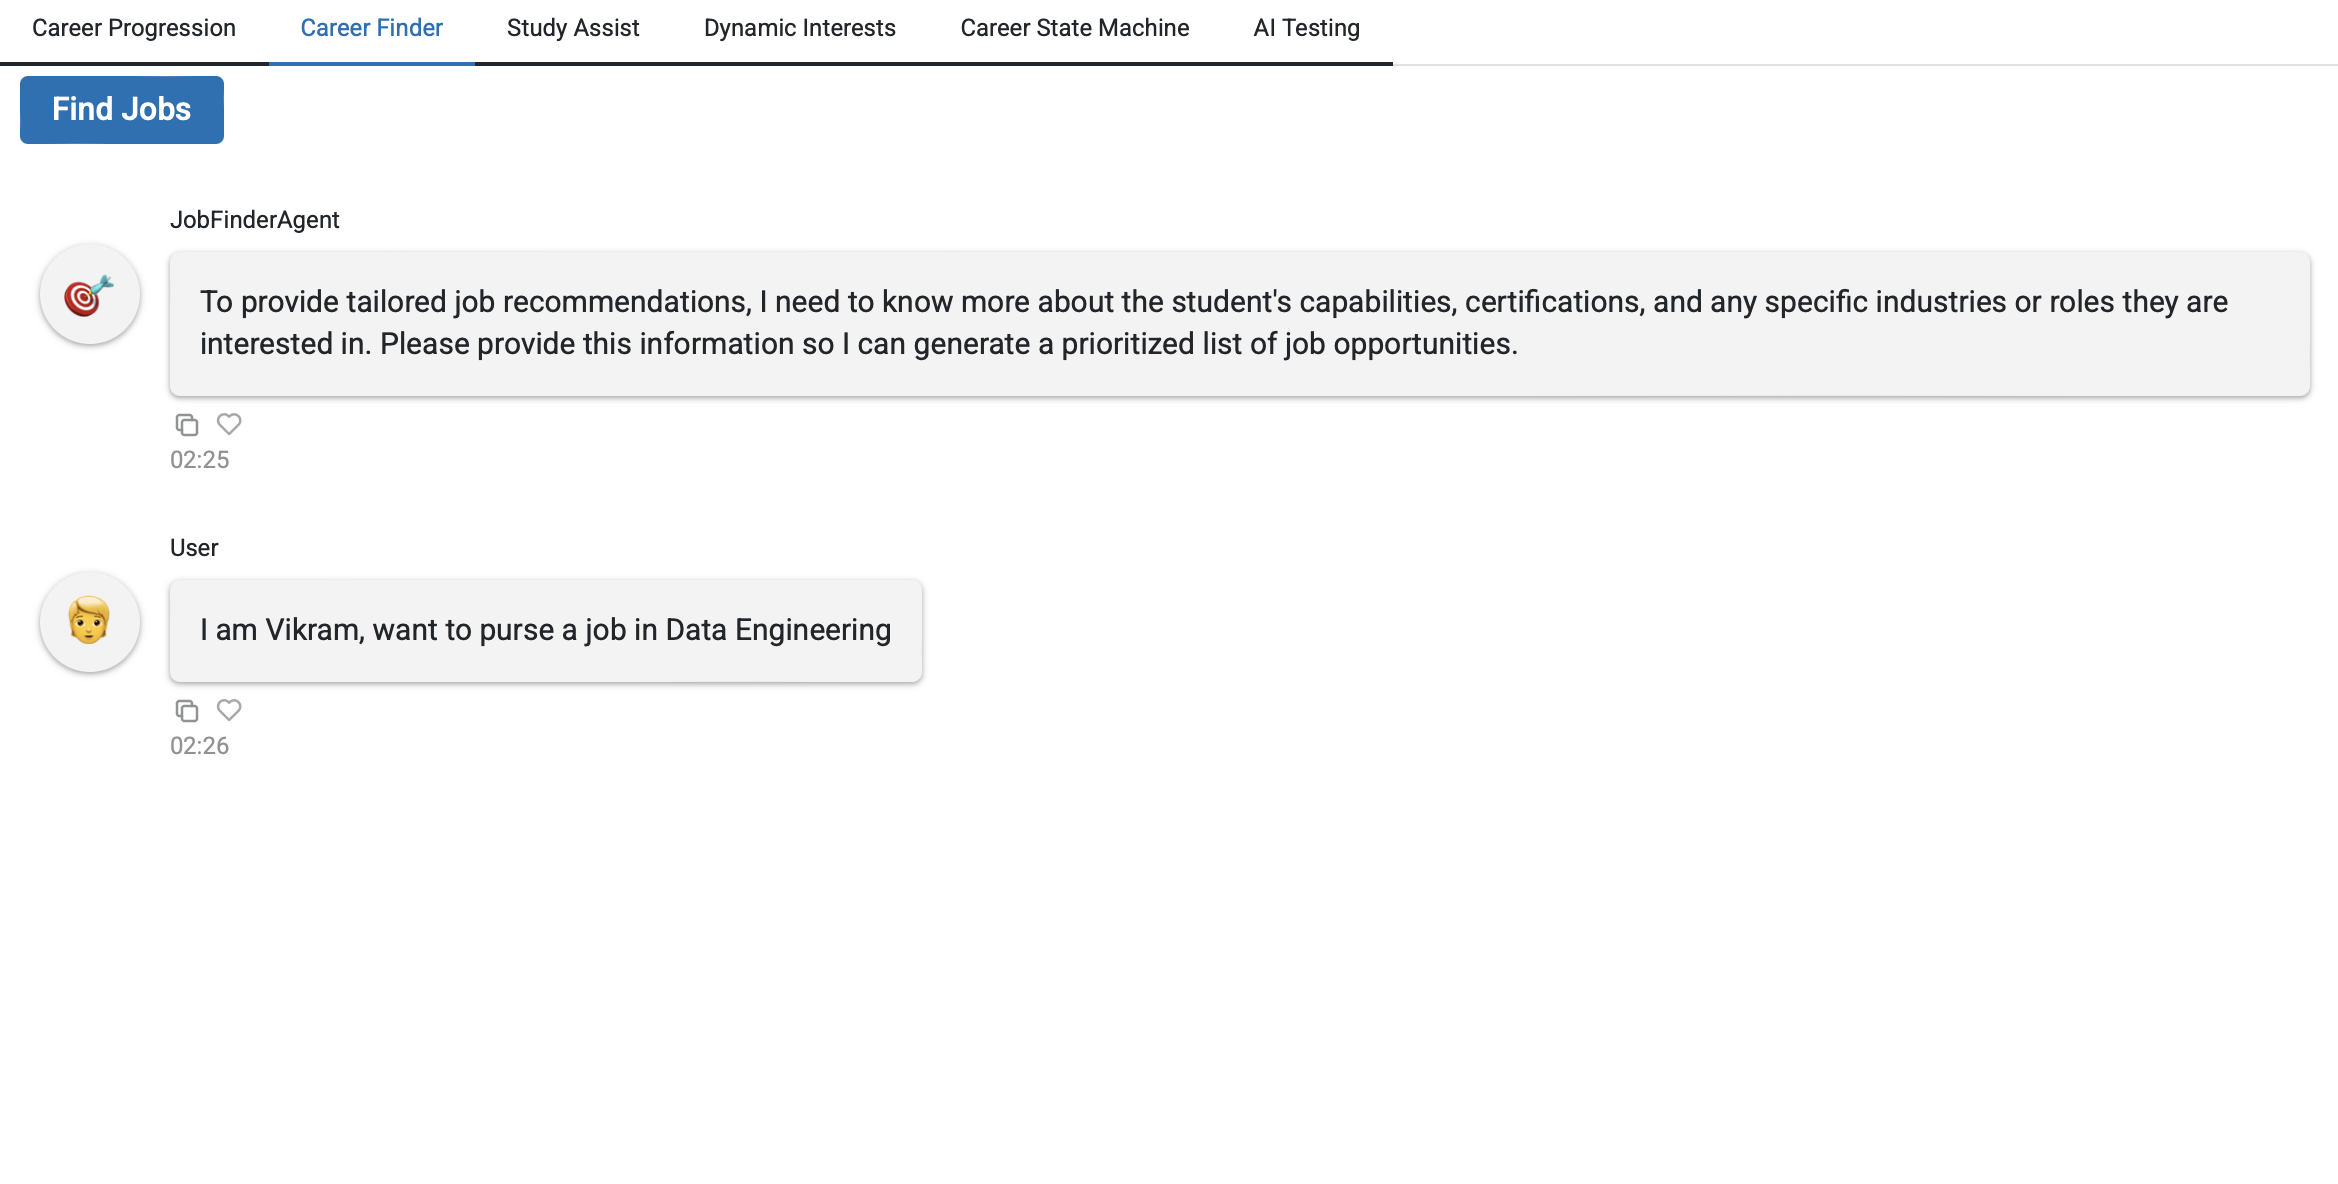 Career Progression Career Finder Study Assist Dynamic Interests Career State Machine AI Testing
Find Jobs
JobFinderAgent
To provide tailored job recommendations, I need to know more about the student's capabilities, certifications, and any specific industries or roles they are
interested in. Please provide this information so I can generate a prioritized list of job opportunities.
02:25
User
I am Vikram, want to purse a job in Data Engineering
02:26